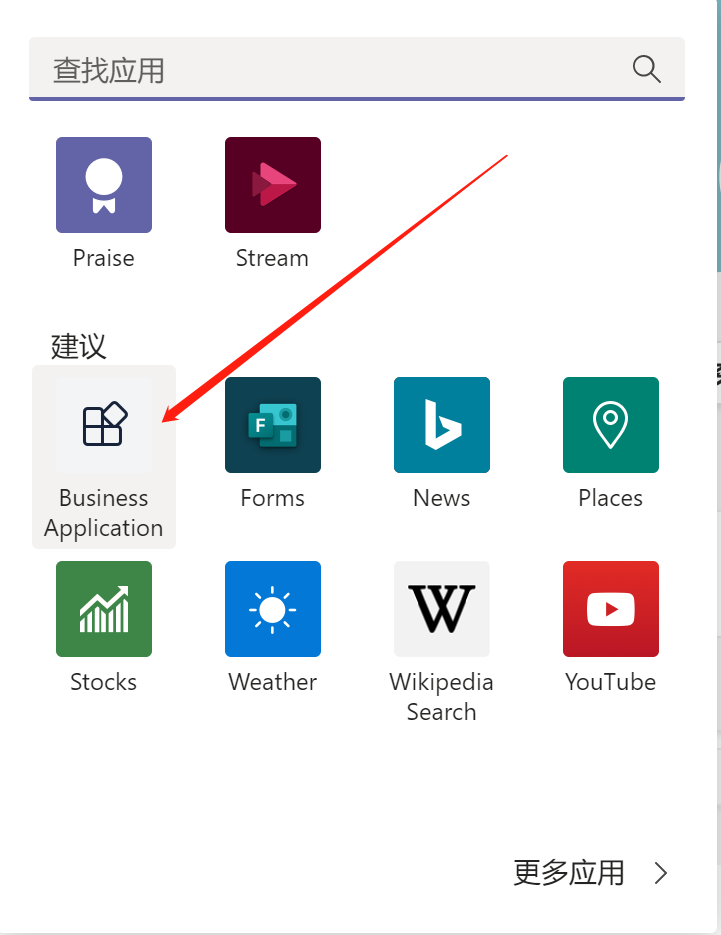 查找应用
Praise
Stream
建议
Business
Application
F
Forms
News
Places
Stocks
Weather
W
Wikipedia
Search
YouTube
更多应用